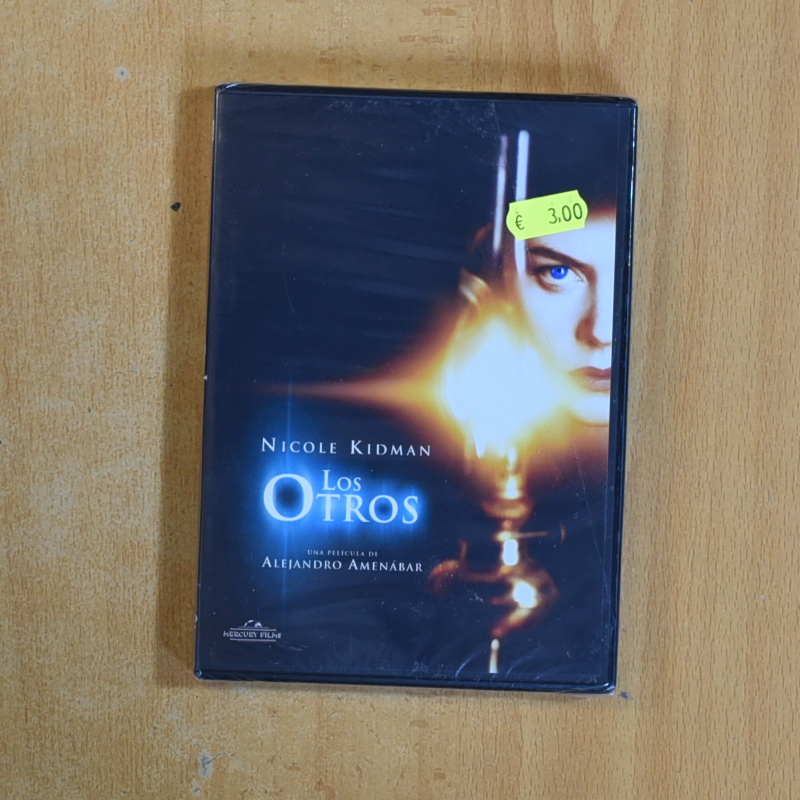 € 3,00
NICOLE KIDMAN
LOS
OTROS
UNA PELÍCULA DE
ALEJANDRO AMENÁBAR
MERCURY FILMS